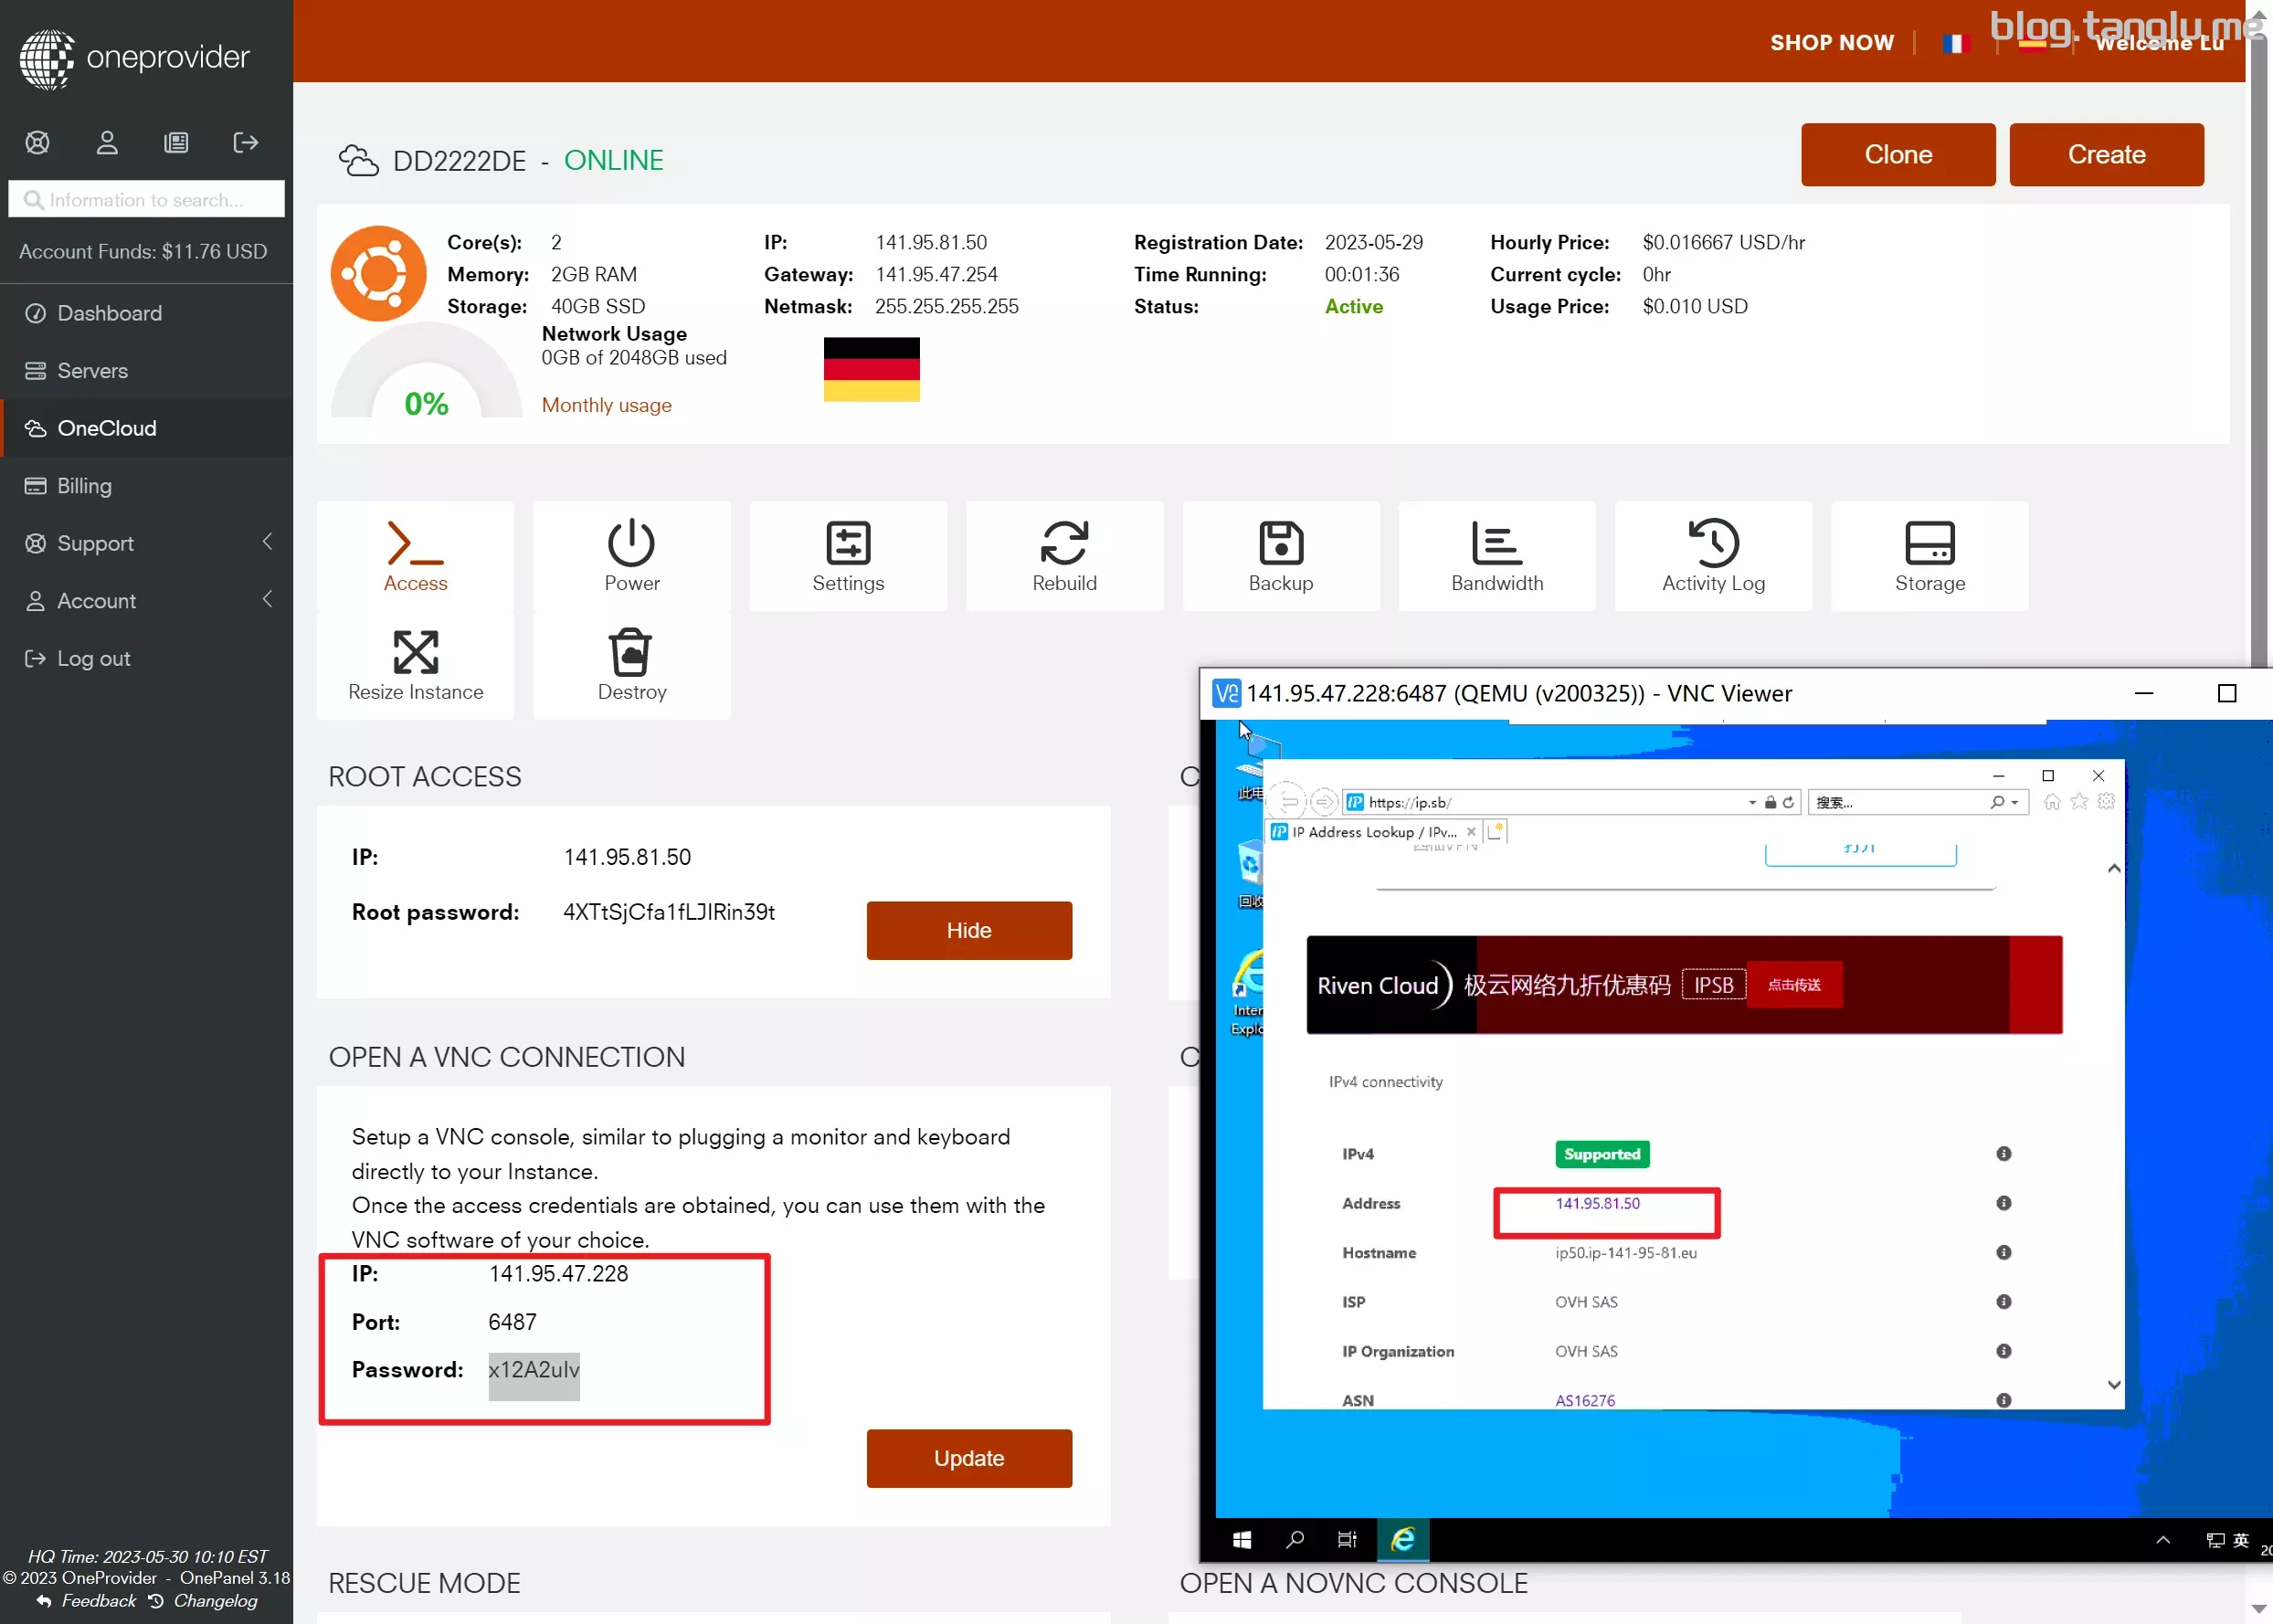 oneprovider
Information to search...
Account Funds: $11.76 USD
Dashboard
Servers
OneCloud
Billing
Support
Account
Log out
HQ Time: 2023-05-30 10:10 EST
© 2023 OneProvider - OnePanel 3.18
Feedback Changelog
SHOP NOW
Welcome Lu
blog.tanglu.me
DD2222DE - ONLINE
Clone
Create
Core(s): 2
Memory: 2GB RAM
Storage: 40GB SSD
IP: 141.95.81.50
Gateway: 141.95.47.254
Netmask: 255.255.255.255
Registration Date: 2023-05-29
Time Running: 00:01:36
Status: Active
Hourly Price: $0.016667 USD/hr
Current cycle: 0hr
Usage Price: $0.010 USD
Network Usage
0GB of 2048GB used
0%
Monthly usage
Access
Power
Settings
Rebuild
Backup
Bandwidth
Activity Log
Storage
Resize Instance
Destroy
ROOT ACCESS
IP: 141.95.81.50
Root password: 4XTtSjCfa1fLJIRin39t
Hide
OPEN A VNC CONNECTION
Setup a VNC console, similar to plugging a monitor and keyboard
directly to your Instance.
Once the access credentials are obtained, you can use them with the
VNC software of your choice.
IP: 141.95.47.228
Port: 6487
Password: x12A2uIv
Update
RESCUE MODE
OPEN A NOVNC CONSOLE
141.95.47.228:6487 (QEMU (v200325)) - VNC Viewer
https://ip.sb/
搜索...
IP Address Lookup / IPv...
打开
Riven Cloud 极云网络九折优惠码 IPSB 点击传送
IPv4 connectivity
IPv4 Supported
Address 141.95.81.50
Hostname ip50.ip-141-95-81.eu
ISP OVH SAS
IP Organization OVH SAS
ASN AS16276
此电
回收
Inter
Explo
英
20